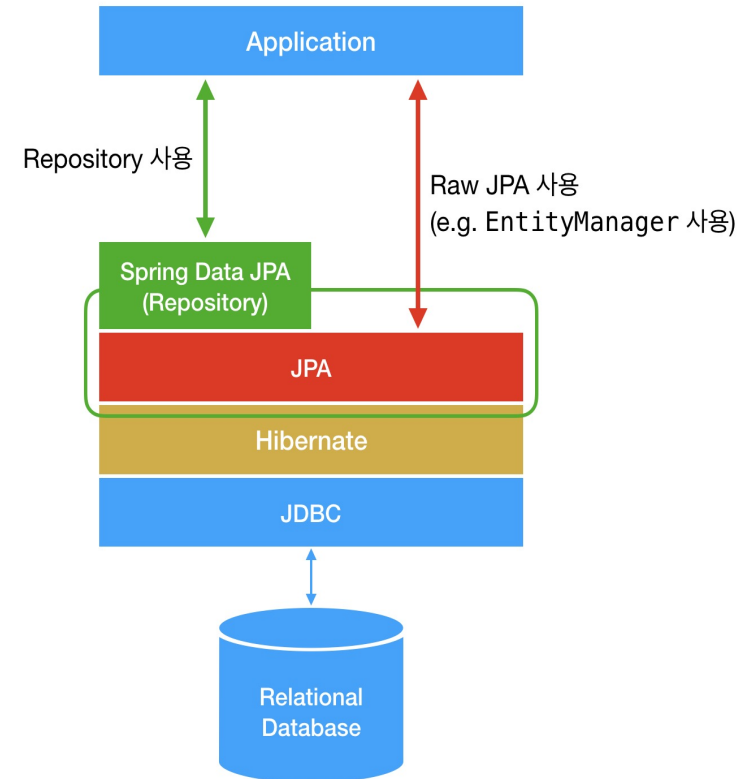 Application
Repository 사용
Raw JPA 사용
(e.g. EntityManager 사용)
Spring Data JPA
(Repository)
JPA
Hibernate
JDBC
Relational
Database